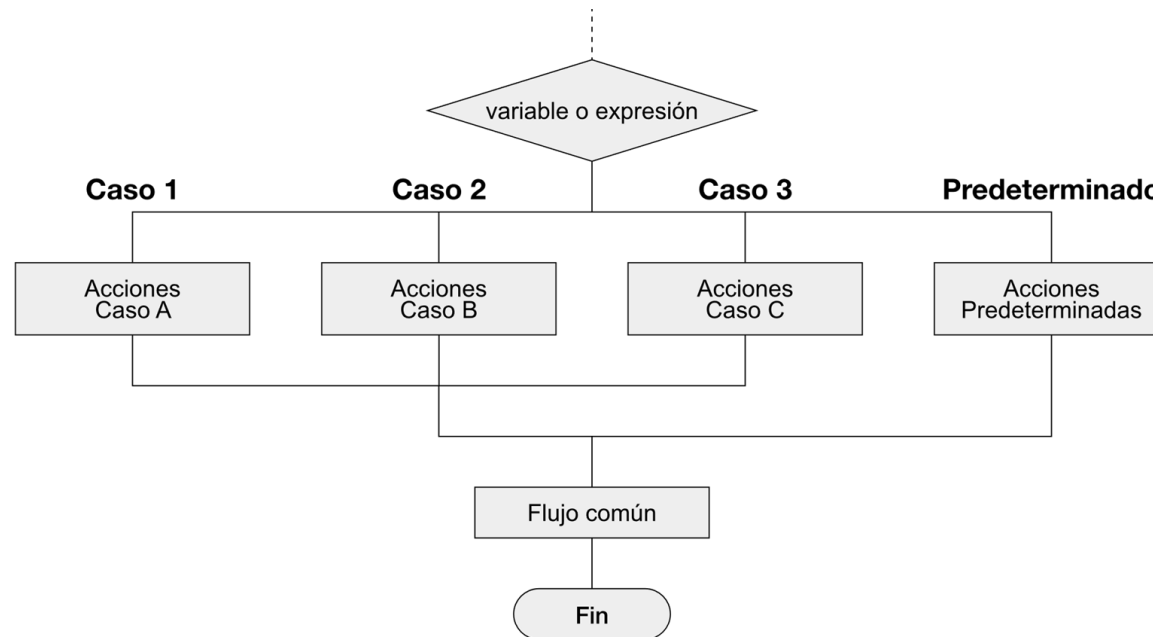 variable o expresión
Caso 1
Caso 2
Caso 3
Predeterminado
Acciones
Caso A
Acciones
Caso B
Acciones
Caso C
Acciones
Predeterminadas
Flujo común
Fin